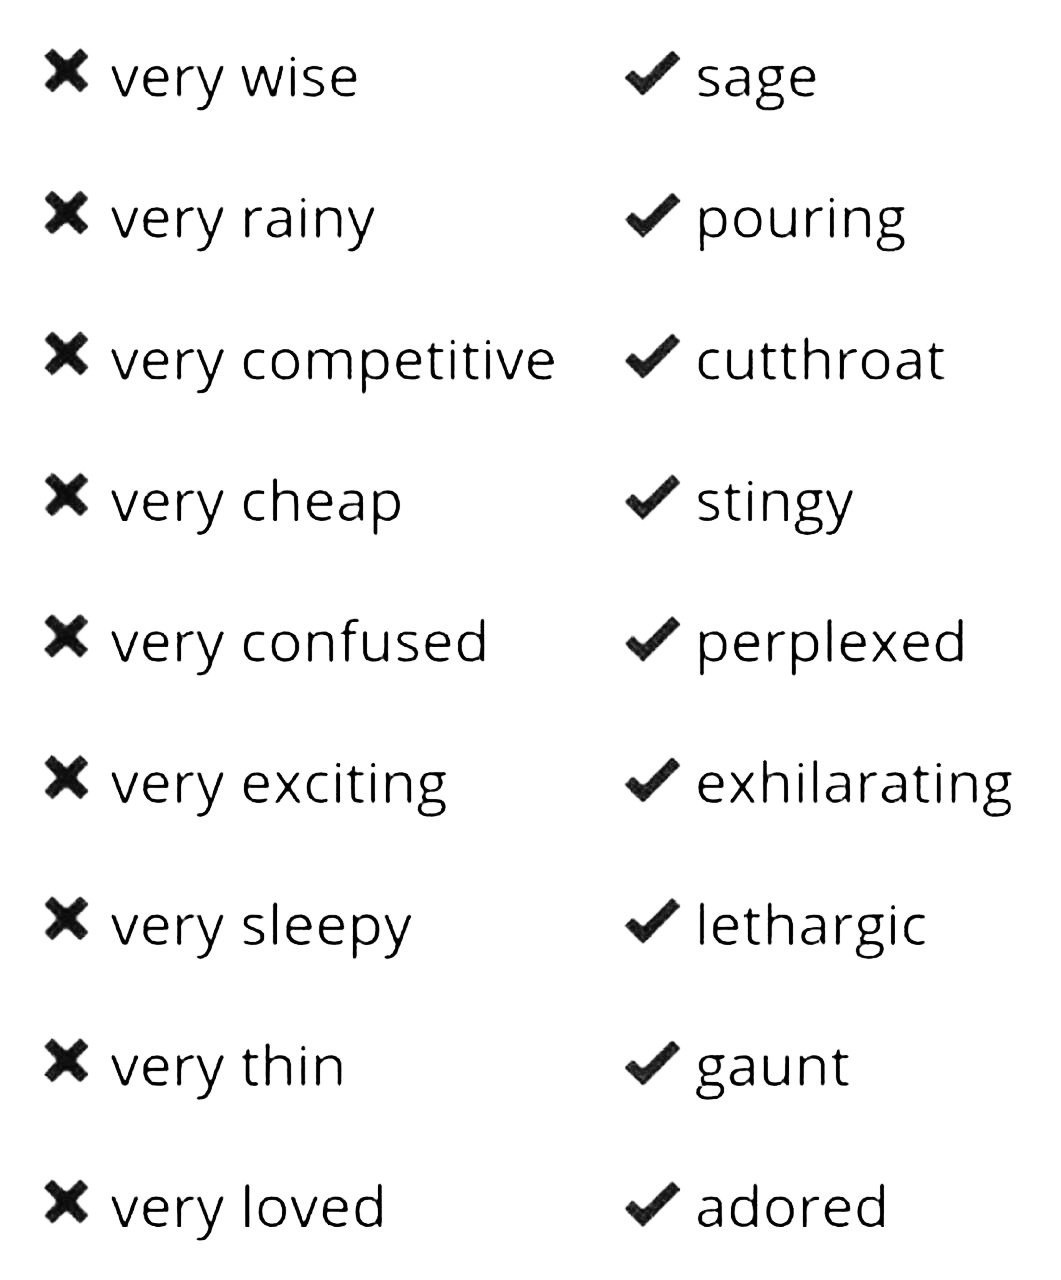 ✖ very wise ✔ sage
✖ very rainy ✔ pouring
✖ very competitive ✔ cutthroat
✖ very cheap ✔ stingy
✖ very confused ✔ perplexed
✖ very exciting ✔ exhilarating
✖ very sleepy ✔ lethargic
✖ very thin ✔ gaunt
✖ very loved ✔ adored